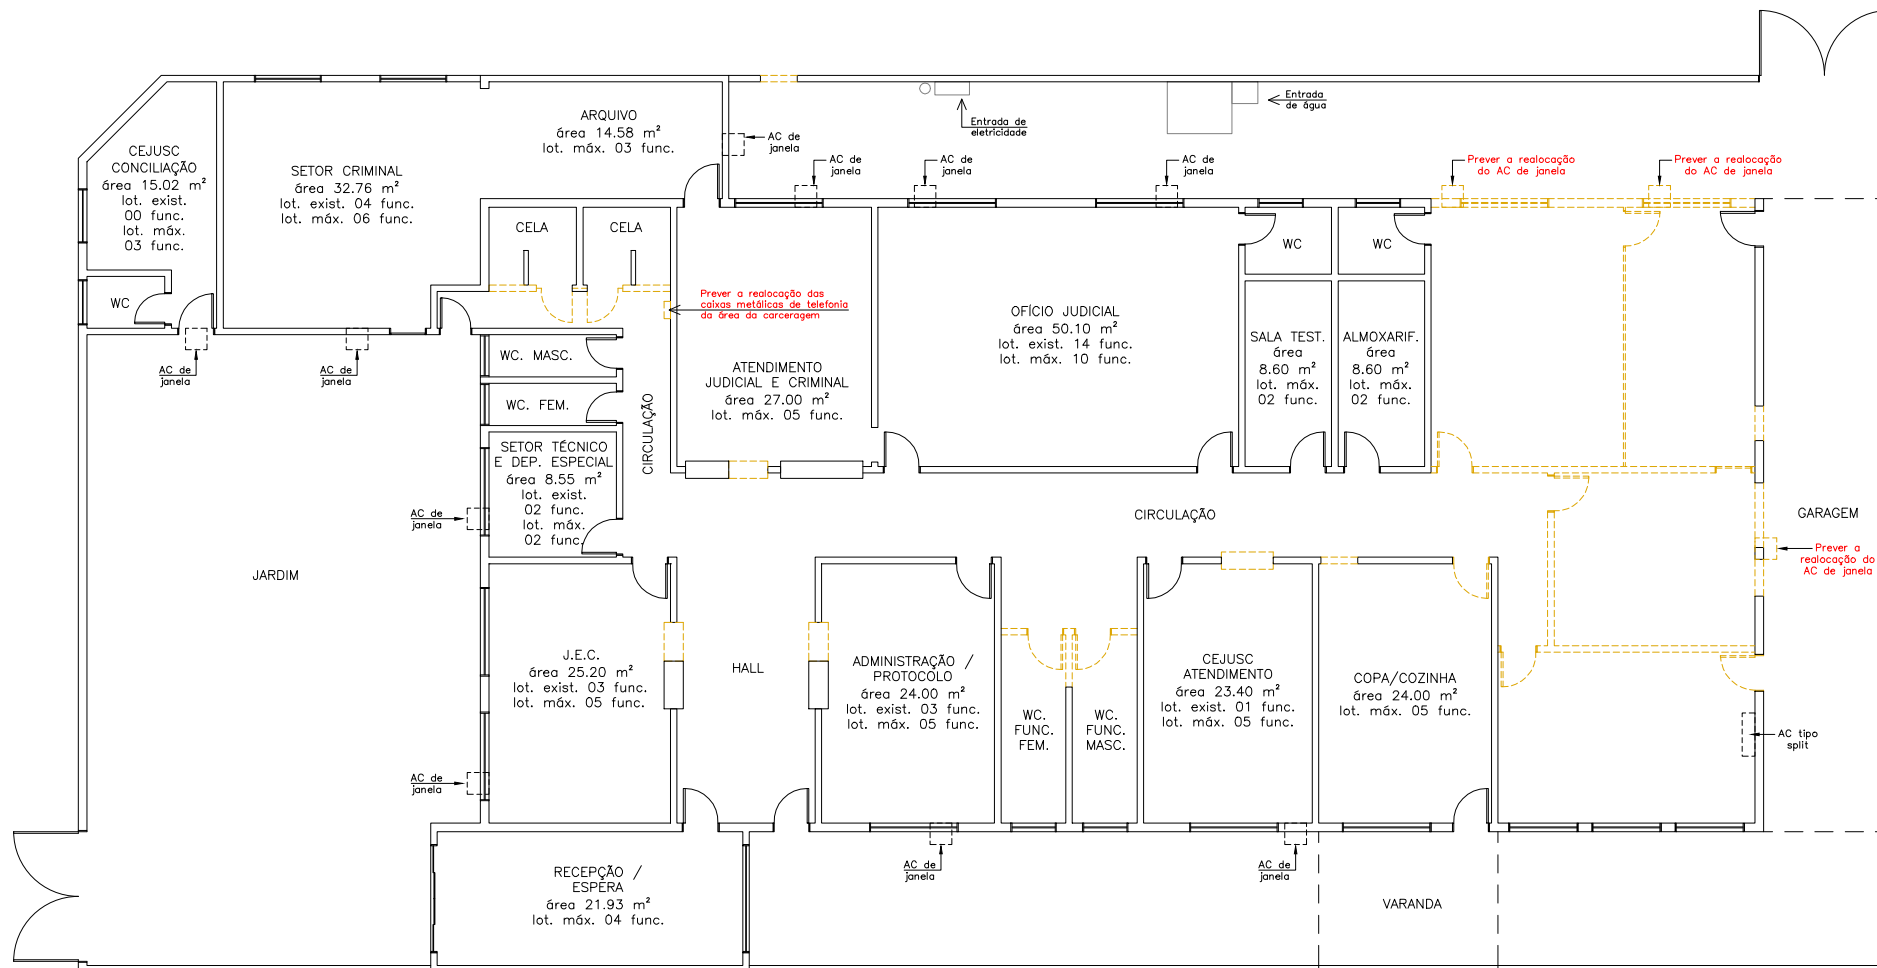 CEJUSC
CONCILIAÇÃO
área 15.02 m²
lot. exist.
00 func.
lot. máx.
03 func.
WC
SETOR CRIMINAL
área 32.76 m²
lot. exist. 04 func.
lot. máx. 06 func.
ARQUIVO
área 14.58 m²
lot. máx. 03 func.
AC de
janela
AC de
janela
AC de
janela
AC de
janela
Entrada de
eletricidade
Entrada
de água
Prever a realocação
do AC de janela
Prever a realocação
do AC de janela
CELA
CELA
Prever a realocação das
caixas metálicas de telefonia
da área da carceragem
WC
WC
OFÍCIO JUDICIAL
área 50.10 m²
lot. exist. 14 func.
lot. máx. 10 func.
SALA TEST.
área
8.60 m²
lot. máx.
02 func.
ALMOXARIF.
área
8.60 m²
lot. máx.
02 func.
AC de
janela
AC de
janela
WC. MASC.
WC. FEM.
CIRCULAÇÃO
ATENDIMENTO
JUDICIAL E CRIMINAL
área 27.00 m²
lot. máx. 05 func.
SETOR TÉCNICO
E DEP. ESPECIAL
área 8.55 m²
lot. exist.
02 func.
lot. máx.
02 func.
AC de
janela
CIRCULAÇÃO
GARAGEM
Prever a
realocação do
AC de janela
JARDIM
J.E.C.
área 25.20 m²
lot. exist. 03 func.
lot. máx. 05 func.
HALL
ADMINISTRAÇÃO /
PROTOCOLO
área 24.00 m²
lot. exist. 03 func.
lot. máx. 05 func.
WC.
FUNC.
FEM.
WC.
FUNC.
MASC.
CEJUSC
ATENDIMENTO
área 23.40 m²
lot. exist. 01 func.
lot. máx. 05 func.
COPA/COZINHA
área 24.00 m²
lot. máx. 05 func.
AC tipo
split
AC de
janela
AC de
janela
AC de
janela
RECEPÇÃO /
ESPERA
área 21.93 m²
lot. máx. 04 func.
VARANDA